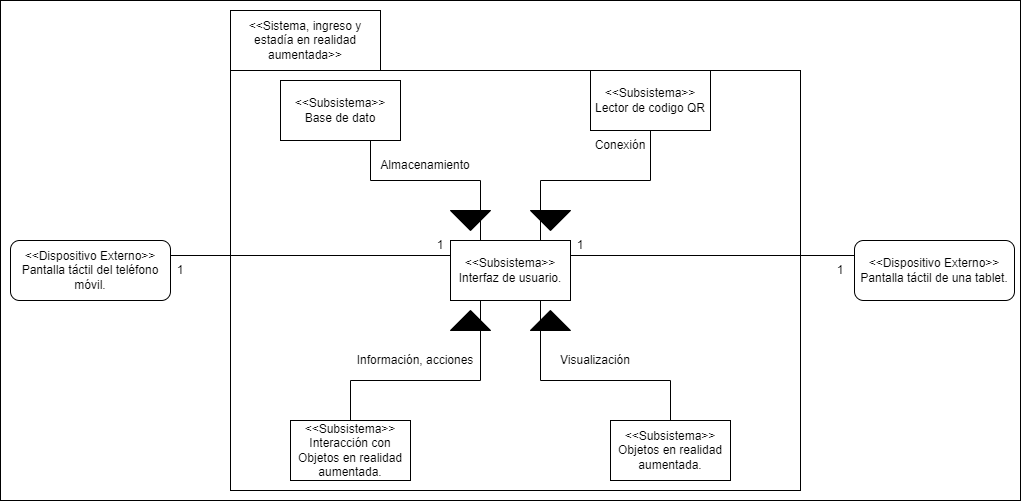 <<Sistema, ingreso y
estadía en realidad
aumentada>>
<<Subsistema>>
Base de dato
<<Subsistema>>
Lector de codigo QR
Almacenamiento
Conexión
<<Dispositivo Externo>>
Pantalla táctil del teléfono
móvil.
1
1
<<Subsistema>>
Interfaz de usuario.
1
1
<<Dispositivo Externo>>
Pantalla táctil de una tablet.
Información, acciones
Visualización
<<Subsistema>>
Interacción con
Objetos en realidad
aumentada.
<<Subsistema>>
Objetos en realidad
aumentada.